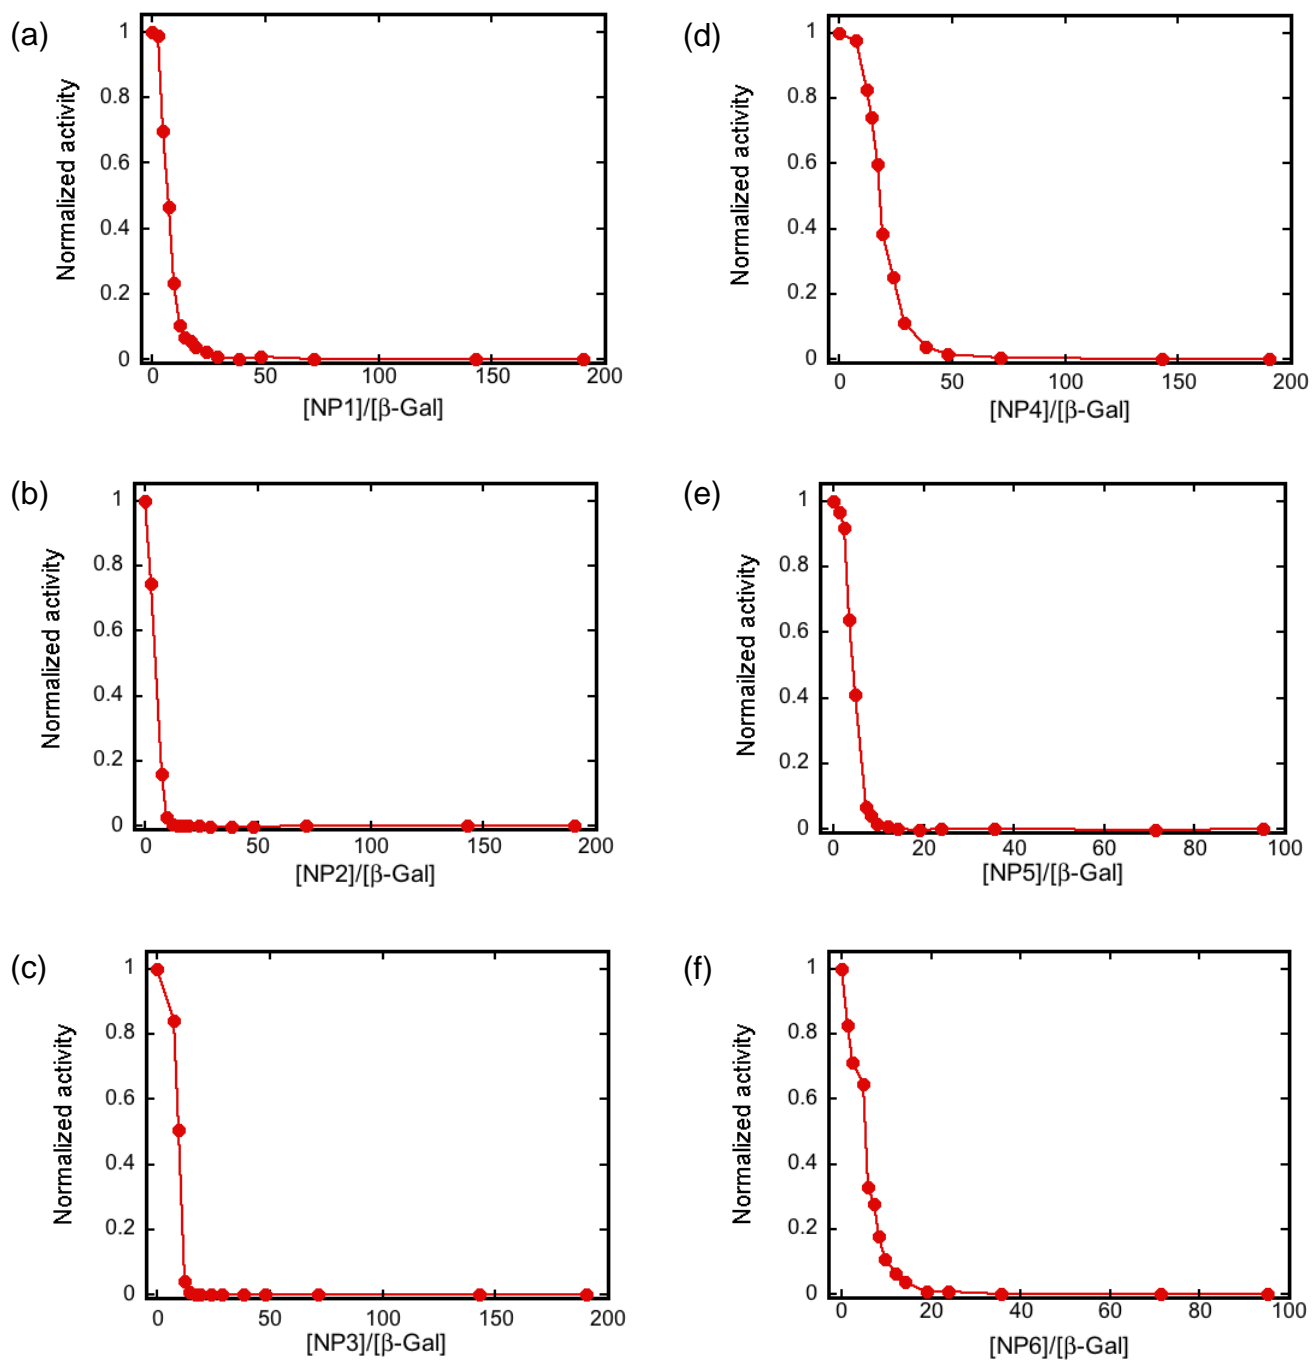 (a)
Normalized activity
1
0.8
0.6
0.4
0.2
0
0 50 100 150 200
[NP1]/[β-Gal]
(d)
Normalized activity
1
0.8
0.6
0.4
0.2
0
0 50 100 150 200
[NP4]/[β-Gal]
(b)
Normalized activity
1
0.8
0.6
0.4
0.2
0
0 50 100 150 200
[NP2]/[β-Gal]
(e)
Normailzed activity
1
0.8
0.6
0.4
0.2
0
0 20 40 60 80 100
[NP5]/[β-Gal]
(c)
Normalized activity
1
0.8
0.6
0.4
0.2
0
0 50 100 150 200
[NP3]/[β-Gal]
(f)
Normalized activity
1
0.8
0.6
0.4
0.2
0
0 20 40 60 80 100
[NP6]/[β-Gal]